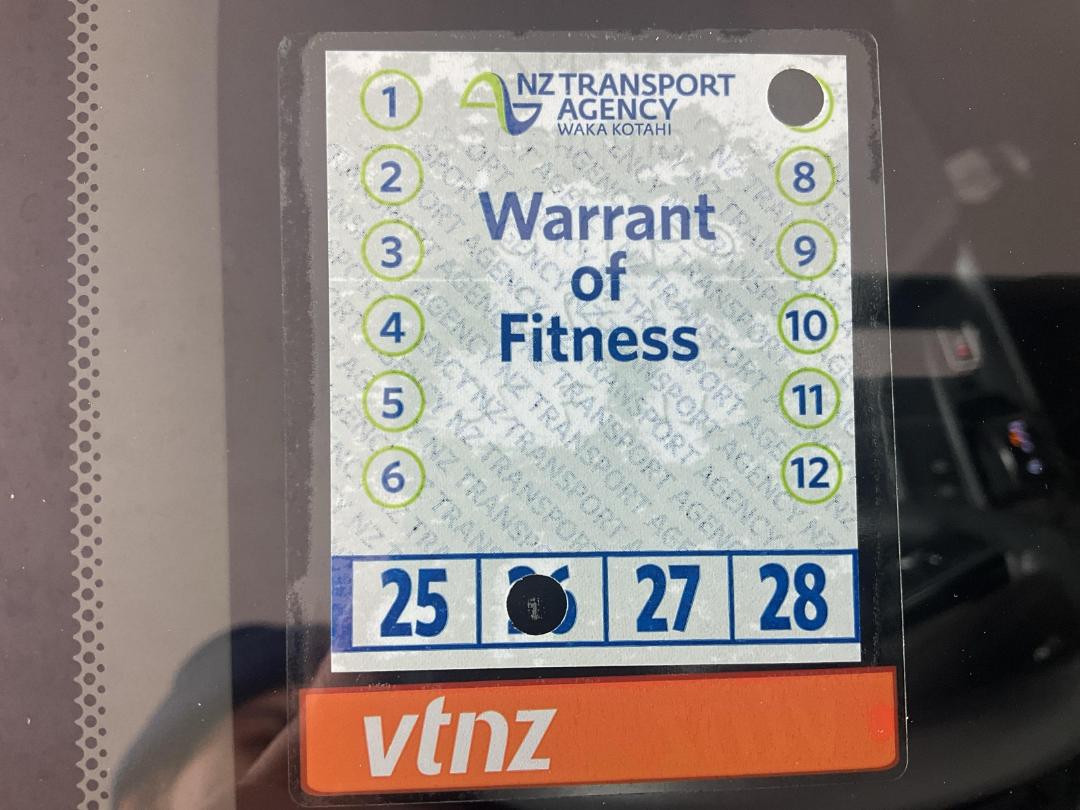 NZ TRANSPORT
AGENCY
WAKA KOTAHI
Warrant
of
Fitness
1
2
3
4
5
6
8
9
10
11
12
25 27 28
vtnz